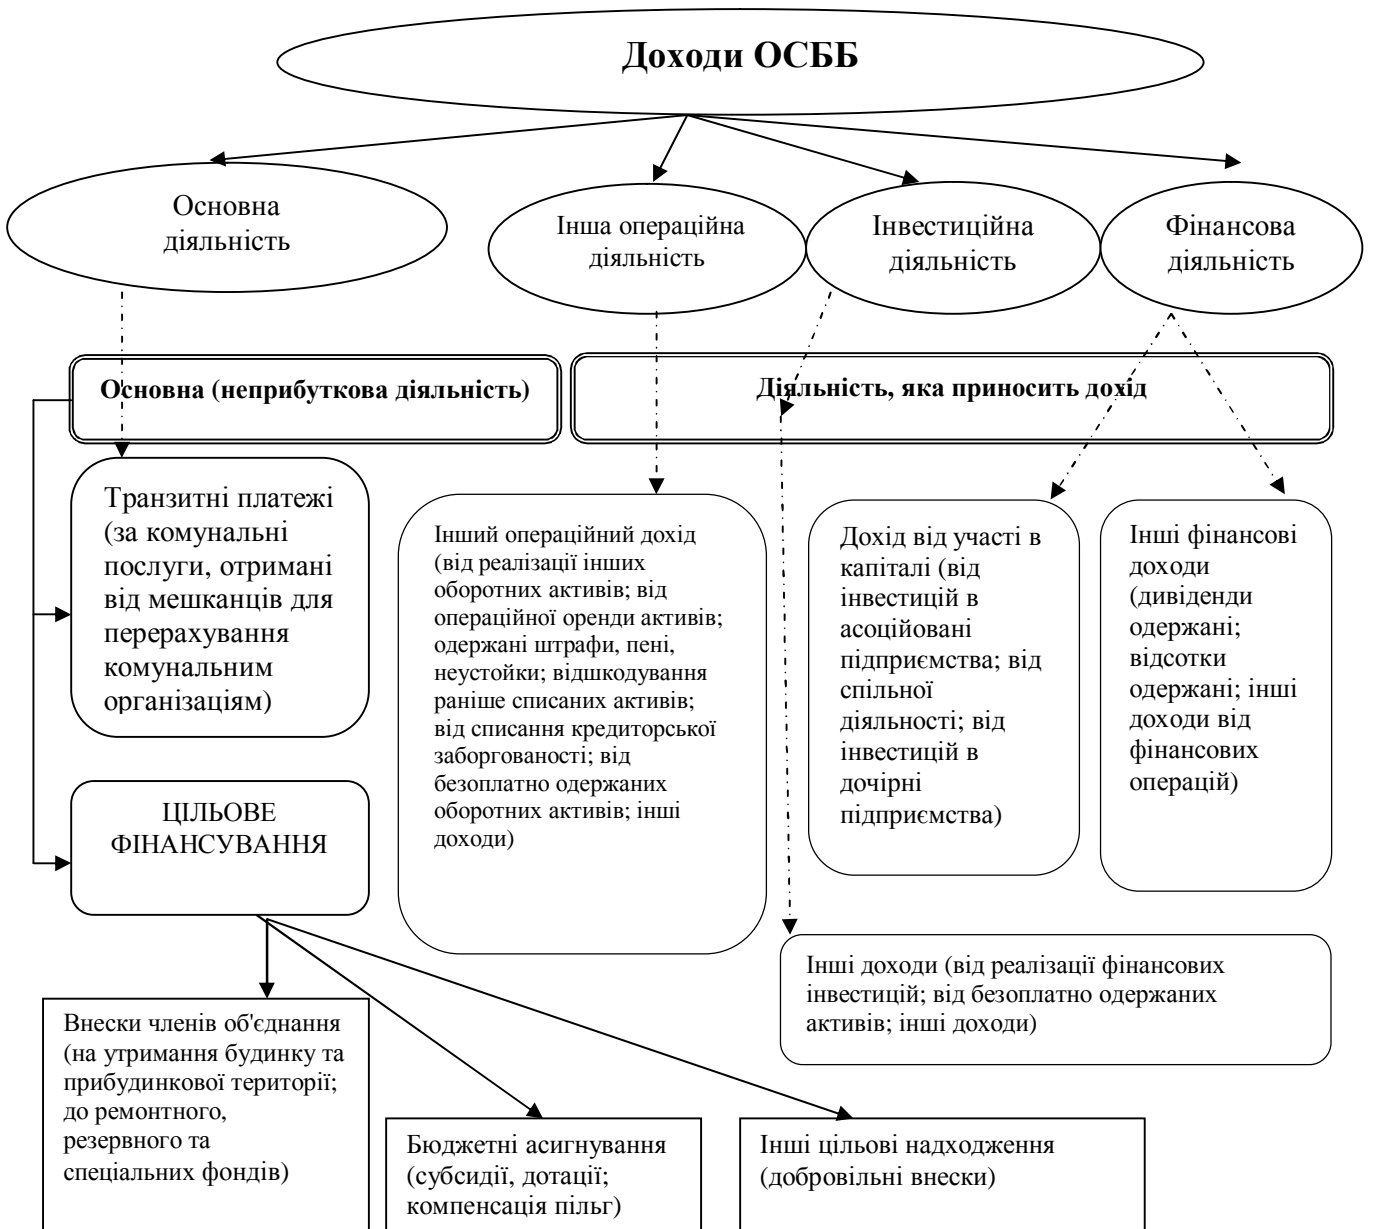 Доходи ОСББ
Основна
діяльність
Інша операційна
діяльність
Інвестиційна
діяльність
Фінансова
діяльність
Основна (неприбуткова діяльність)
Діяльність, яка приносить дохід
Транзитні платежі
(за комунальні
послуги, отримані
від мешканців для
перерахування
комунальним
організаціям)
Інший операційний дохід
(від реалізації інших
оборотних активів; від
операційної оренди активів;
одержані штрафи, пені,
неустойки; відшкодування
раніше списаних активів;
від списання кредиторської
заборгованості; від
безоплатно одержаних
оборотних активів; інші
доходи)
Дохід від участі в
капіталі (від
інвестицій в
асоційовані
підприємства; від
спільної
діяльності; від
інвестицій в
дочірні
підприємства)
Інші фінансові
доходи
(дивіденди
одержані;
відсотки
одержані; інші
доходи від
фінансових
операцій)
ЦІЛЬОВЕ
ФІНАНСУВАННЯ
Інші доходи (від реалізації фінансових
інвестицій; від безоплатно одержаних
активів; інші доходи)
Внески членів об'єднання
(на утримання будинку та
прибудинкової території;
до ремонтного,
резервного та
спеціальних фондів)
Бюджетні асигнування
(субсидії, дотації;
компенсація пільг)
Інші цільові надходження
(добровільні внески)